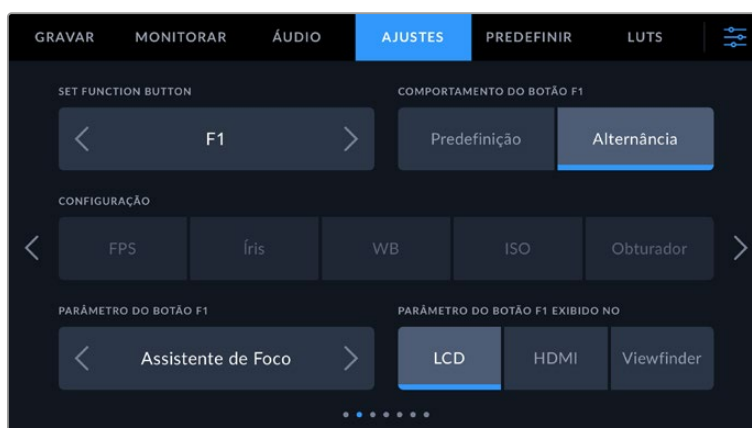 GRAVAR MONITORAR ÁUDIO AJUSTES PREDEFINIR LUTS
SET FUNCTION BUTTON COMPORTAMENTO DO BOTÃO F1
F1 Predefinição Alternância
CONFIGURAÇÃO
FPS Íris WB ISO Obturador
PARÂMETRO DO BOTÃO F1 PARÂMETRO DO BOTÃO F1 EXIBIDO NO
Assistente de Foco LCD HDMI Viewfinder